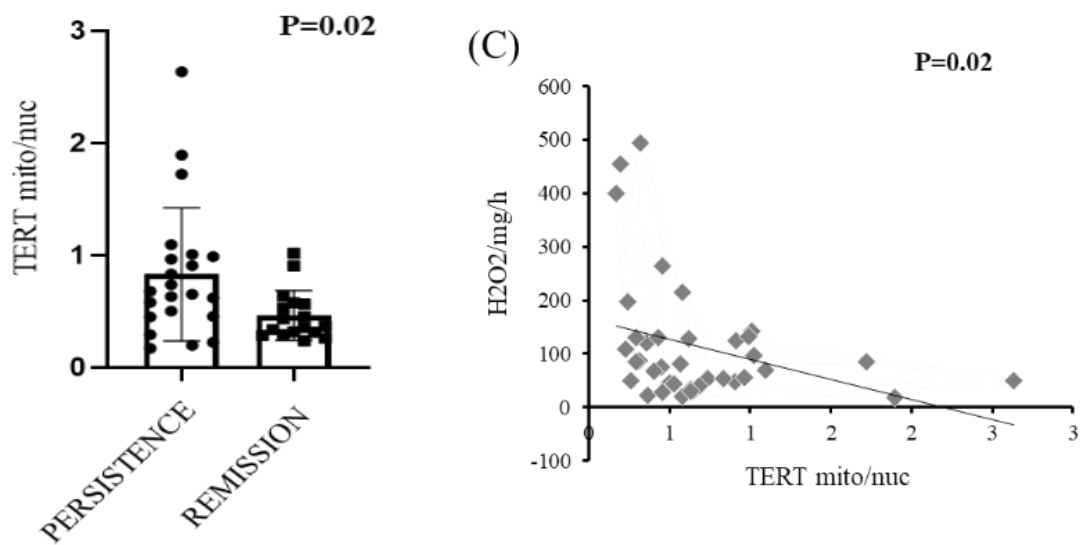 P=0.02
3
2
1
0
TERT mito/nuc
PERSISTENCE
REMISSION
(C)
P=0.02
600
500
400
300
200
100
0
-100
H2O2/mg/h
0 1 1 2 2 3 3
TERT mito/nuc